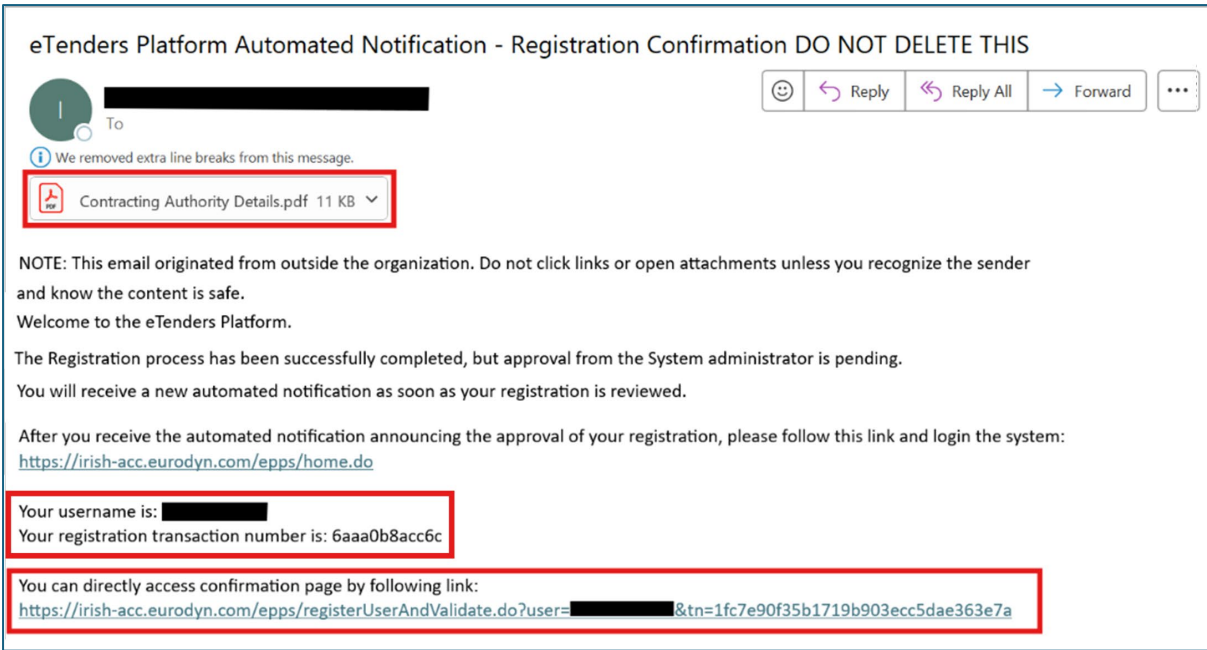 eTenders Platform Automated Notification - Registration Confirmation DO NOT DELETE THIS
I
To
Reply
Reply All
Forward
We removed extra line breaks from this message.
PDF
Contracting Authority Details.pdf 11 KB
NOTE: This email originated from outside the organization. Do not click links or open attachments unless you recognize the sender
and know the content is safe.
Welcome to the eTenders Platform.
The Registration process has been successfully completed, but approval from the System administrator is pending.
You will receive a new automated notification as soon as your registration is reviewed.
After you receive the automated notification announcing the approval of your registration, please follow this link and login the system:
https://irish-acc.eurodyn.com/epps/home.do
Your username is:
Your registration transaction number is: 6aaa0b8acc6c
You can directly access confirmation page by following link:
https://irish-acc.eurodyn.com/epps/registerUserAndValidate.do?user= &tn=1fc7e90f35b1719b903ecc5dae363e7a